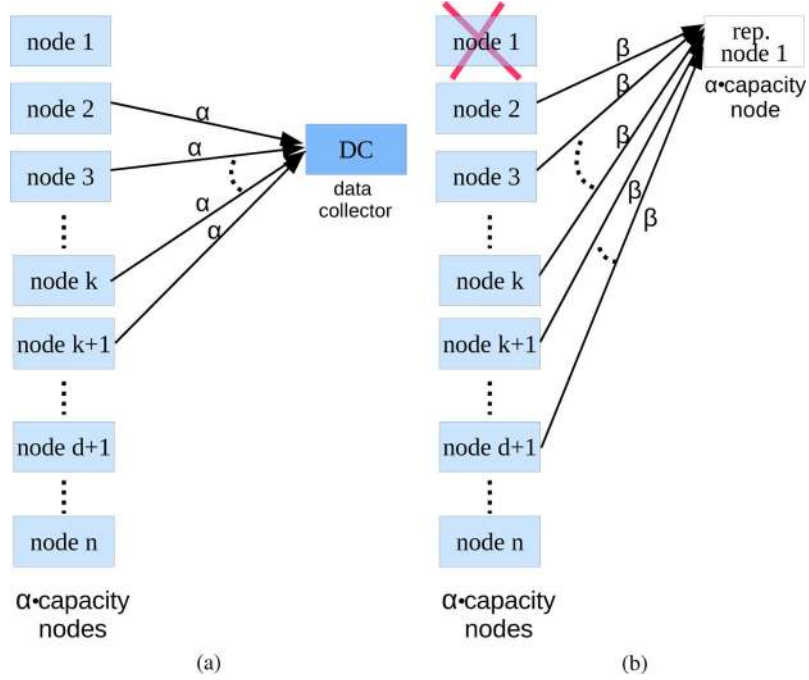 node 1
node 2
node 3
node k
node k+1
node d+1
node n
α
α
α
α
DC
data
collector
α•capacity
nodes
(a)
node 1
node 2
node 3
node k
node k+1
node d+1
node n
β
β
β
β
β
rep.
node 1
α•capacity
node
α•capacity
nodes
(b)